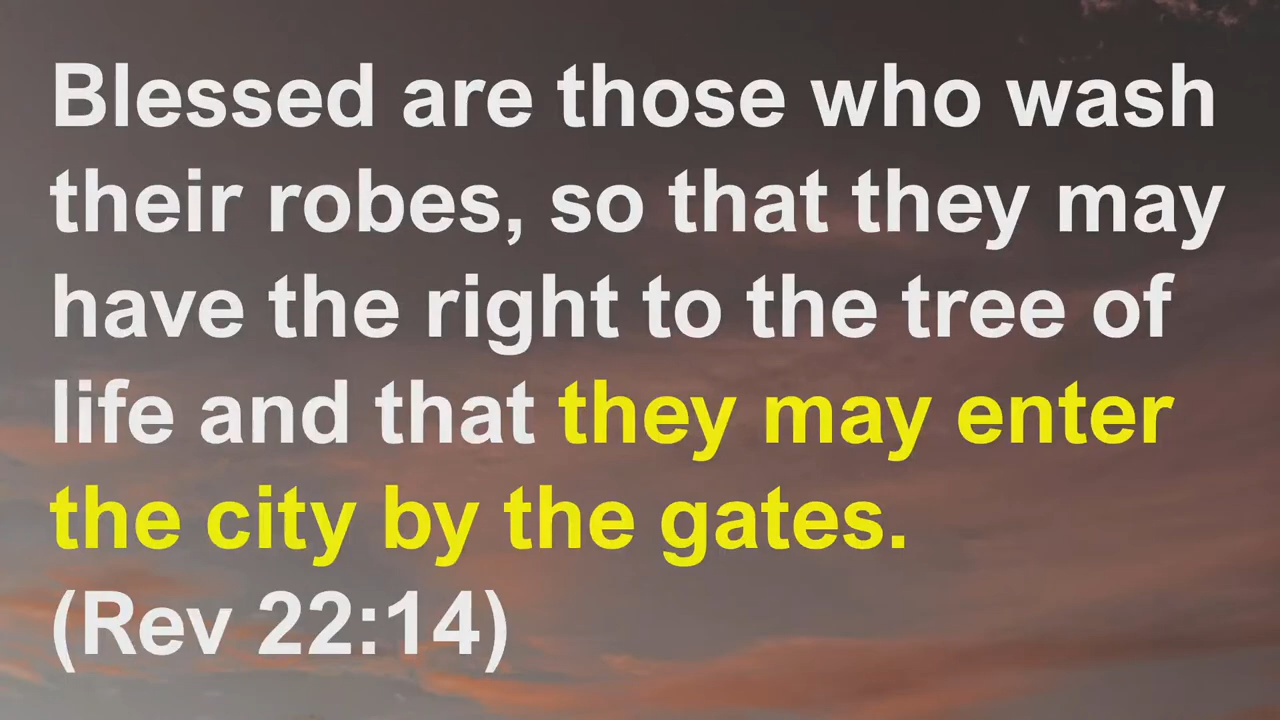 Blessed are those who wash
their robes, so that they may
have the right to the tree of
life and that they may enter
the city by the gates.
(Rev 22:14)